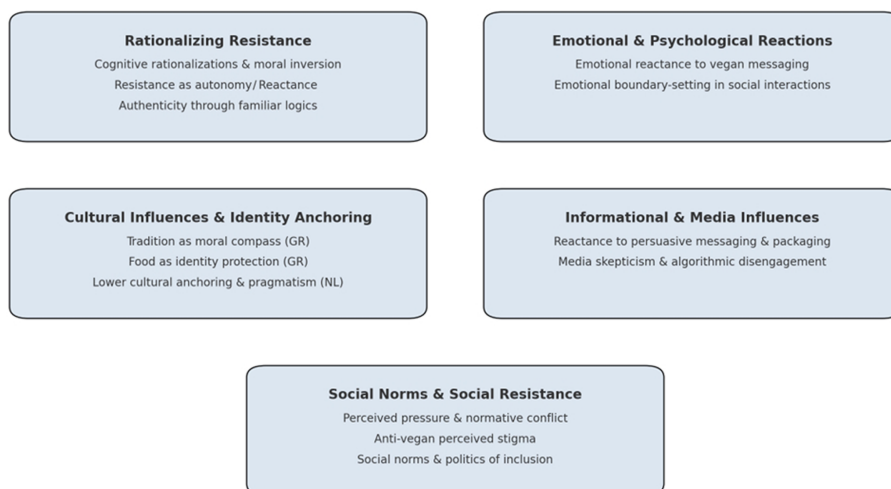 Rationalizing Resistance
Cognitive rationalizations & moral inversion
Resistance as autonomy/Reactance
Authenticity through familiar logics
Emotional & Psychological Reactions
Emotional reactance to vegan messaging
Emotional boundary-setting in social interactions
Cultural Influences & Identity Anchoring
Tradition as moral compass (GR)
Food as identity protection (GR)
Lower cultural anchoring & pragmatism (NL)
Informational & Media Influences
Reactance to persuasive messaging & packaging
Media skepticism & algorithmic disengagement
Social Norms & Social Resistance
Perceived pressure & normative conflict
Anti-vegan perceived stigma
Social norms & politics of inclusion